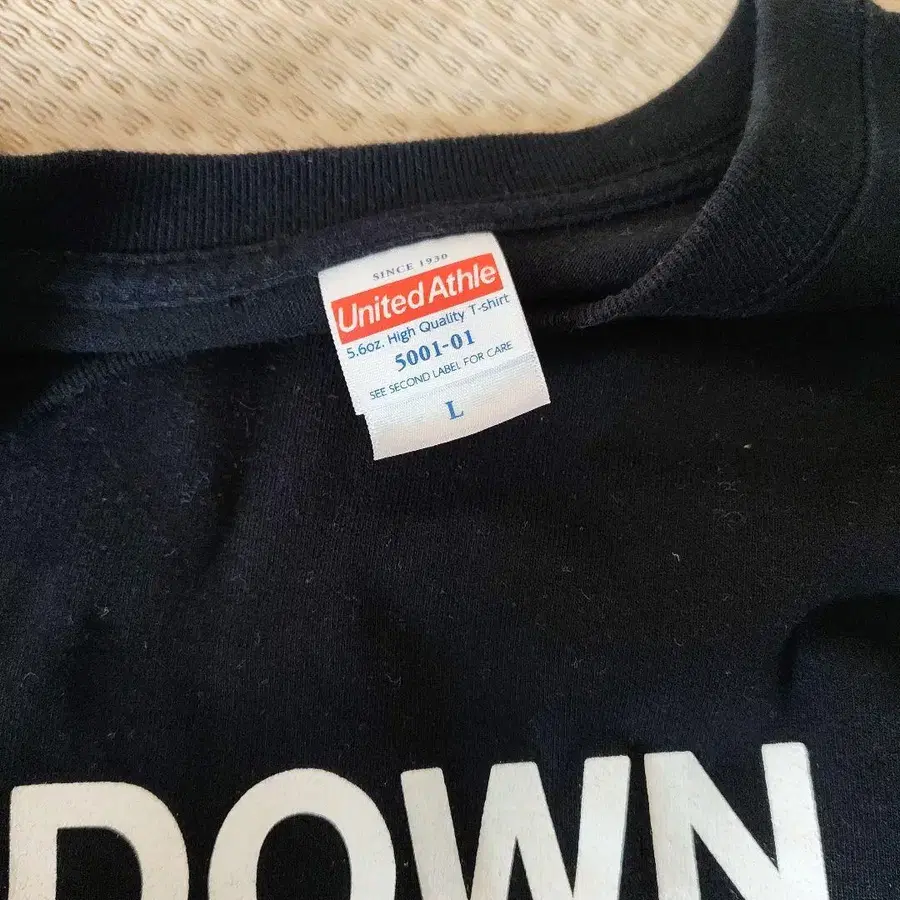 SINCE 1930
United Athle
5.6oz. High Quality T-shirt
5001-01
SEE SECOND LABEL FOR CARE
L
DOWN